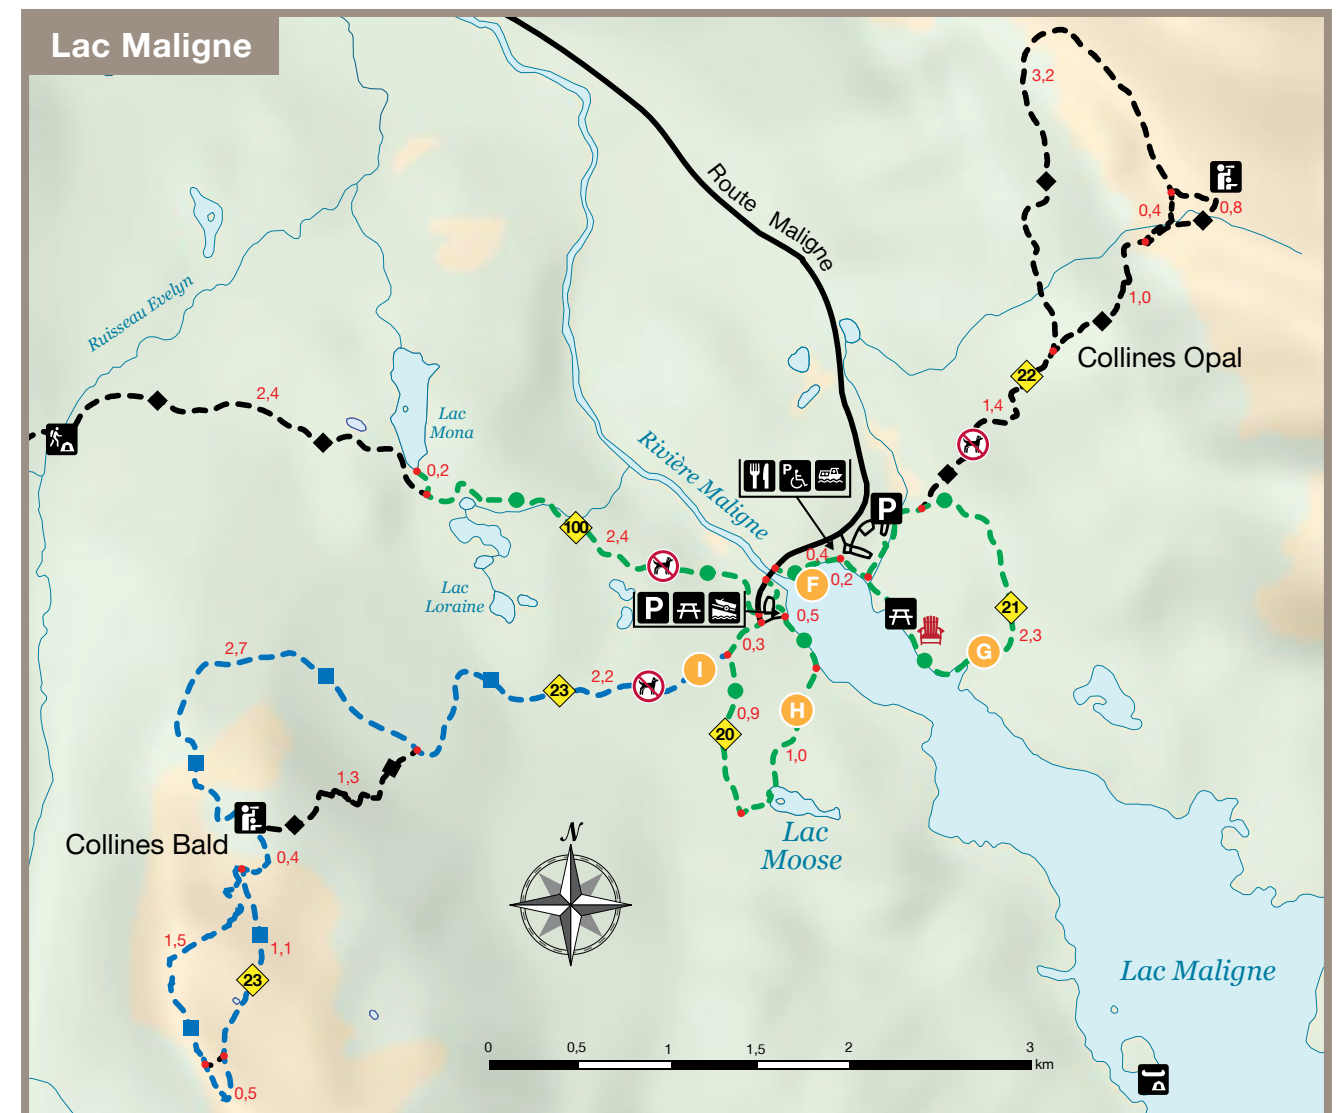 Lac Maligne
3,2
Route Maligne
0,4
0,8
Ruisseau Evelyn
1,0
Collines Opal
22
2,4
1,4
Lac
Mona
0,2
Rivière Maligne
P
P
100
2,4
0,4
F
0,2
Lac
Loraine
P
0,5
21
2,3
0,3
G
2,7
I
2,2
23
H
0,9
20
1,0
1,3
Lac
Moose
N
Collines Bald
0,4
1,5
1,1
23
Lac Maligne
0
0,5
1
1,5
2
3
km
0,5